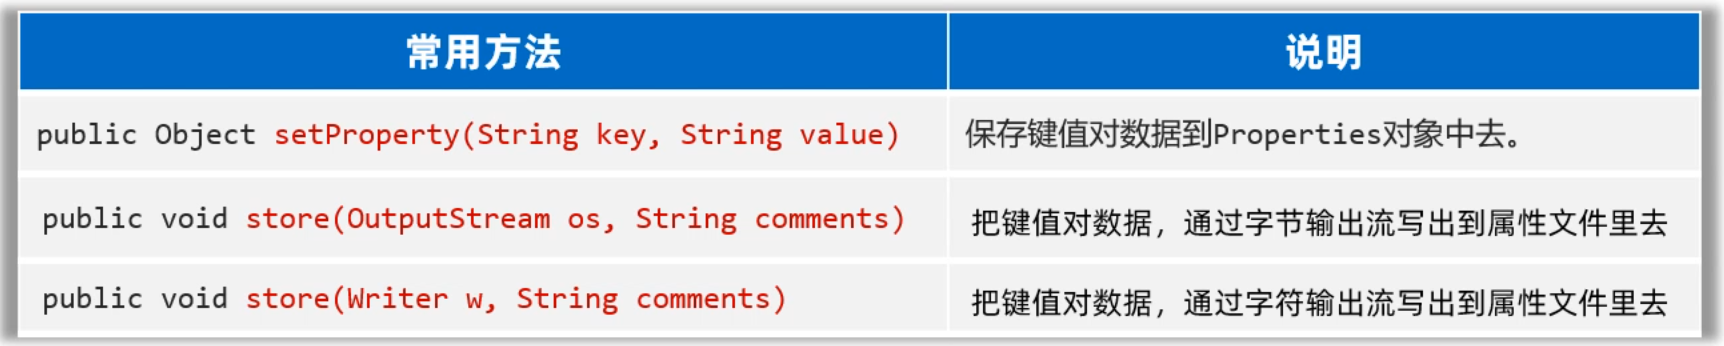 常用方法
说明
public Object setProperty(String key, String value)
保存键值对数据到Properties对象中去。
public void store(OutputStream os, String comments)
把键值对数据，通过字节输出流写出到属性文件里去
public void store(Writer w, String comments)
把键值对数据，通过字符输出流写出到属性文件里去